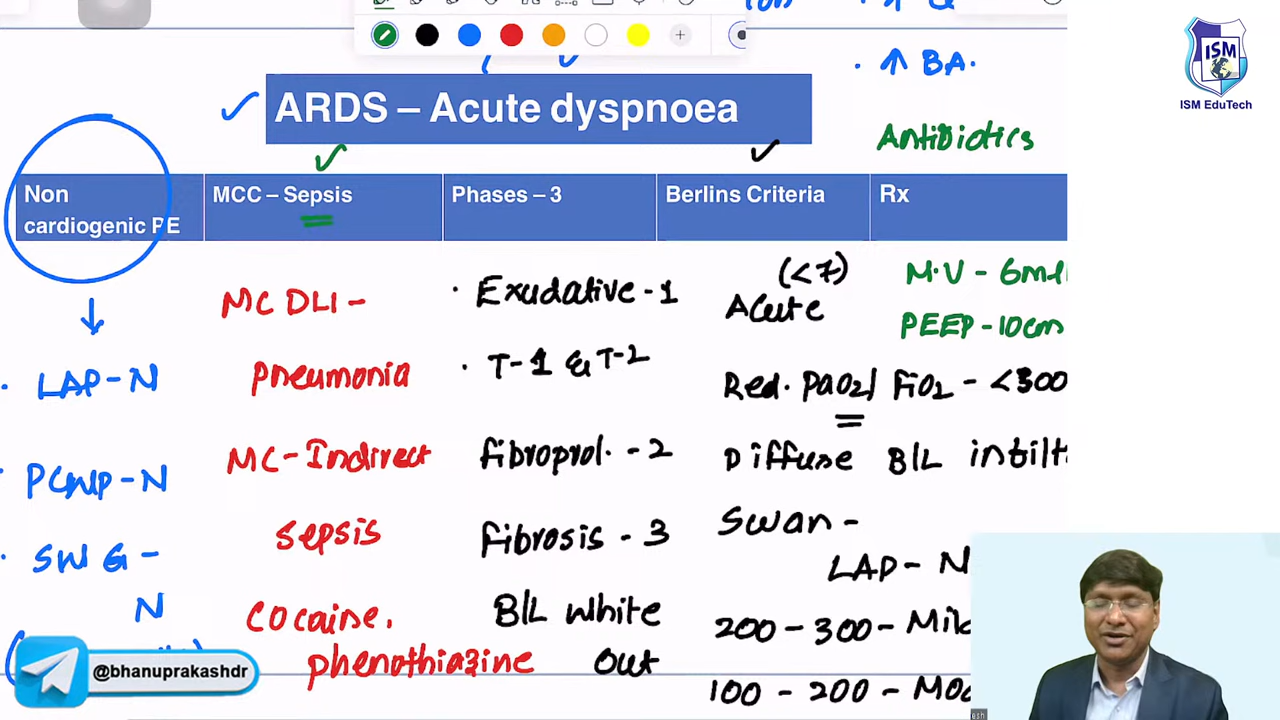 ISM
ISM EduTech
· ↑ BA.
ARDS – Acute dyspnoea
Antibiotics
Non cardiogenic PE
MCC – Sepsis
Phases – 3
Berlins Criteria
Rx
↓
· LAP - N
· PCWP - N
· SW G -
N
MC DLI -
Pneumonia
MC - Indirect
Sepsis
Cocaine,
phenothiazine
· Exudative - 1
· T-1 & T-2
Fibroprol. - 2
Fibrosis - 3
B/L white
out
(<7)
Acute
Red. PaO2/ FiO2 - <300
Diffuse B/L infilt
Swan -
LAP - N
200 - 300 - Mil
100 - 200 - Mod
M.V - 6ml
PEEP - 10cm
@bhanuprakashdr